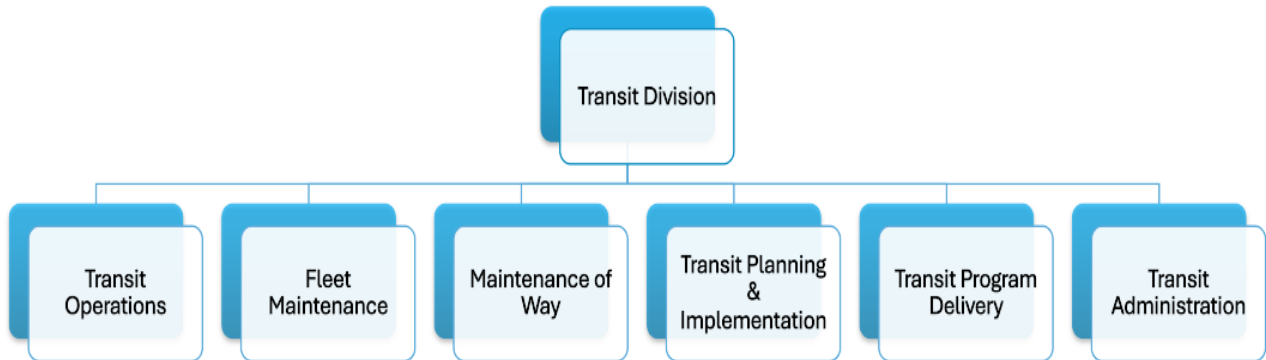 Transit Division
Transit
Operations
Fleet
Maintenance
Maintenance of
Way
Transit Planning
&
Implementation
Transit Program
Delivery
Transit
Administration